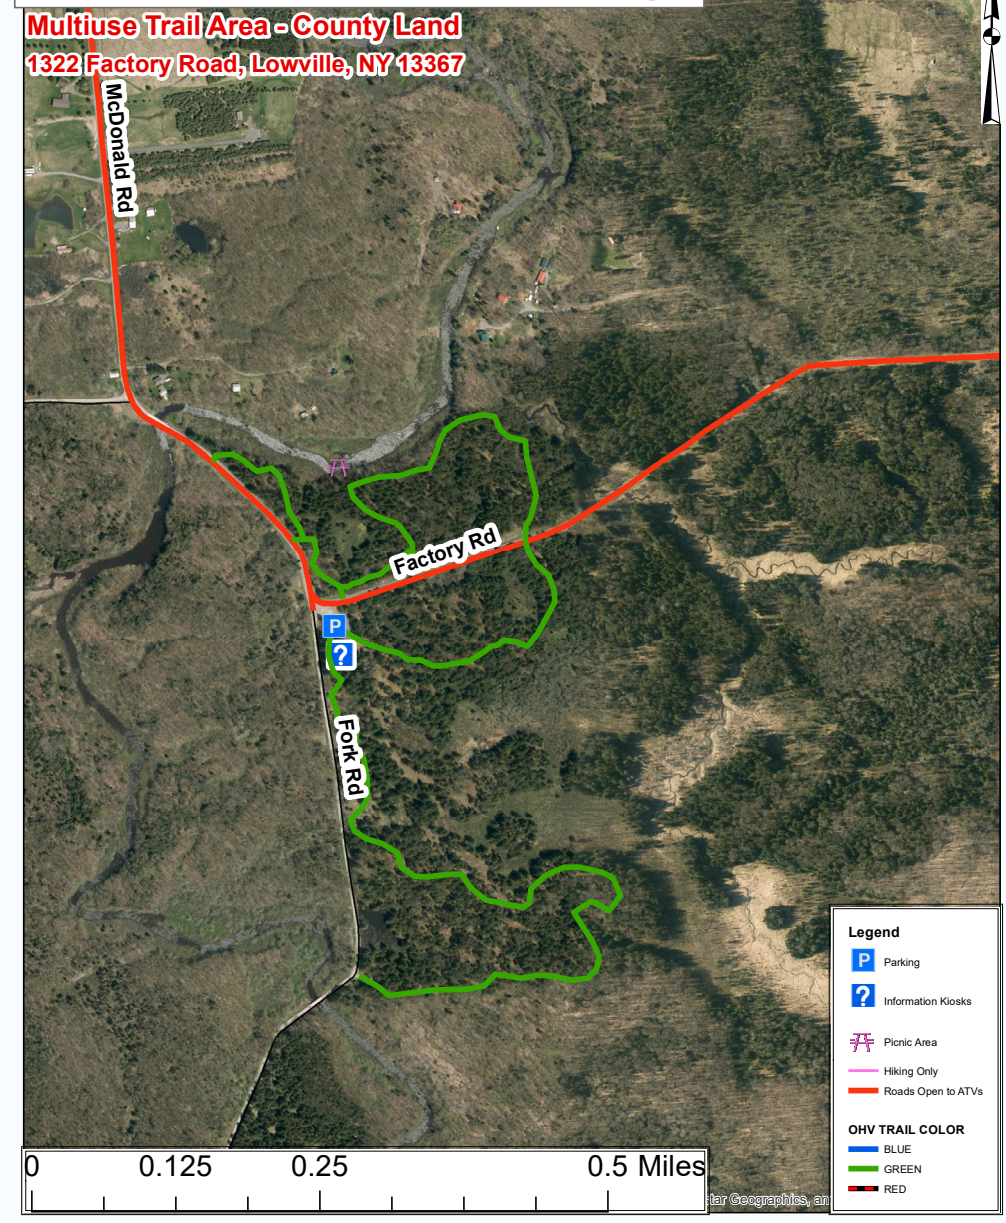 Multiuse Trail Area - County Land
1322 Factory Road, Lowville, NY 13367
McDonald Rd
Factory Rd
P
?
Fork Rd
Legend
P Parking
? Information Kiosks
Picnic Area
Hiking Only
Roads Open to ATVs
OHV TRAIL COLOR
BLUE
GREEN
RED
0 0.125 0.25 0.5 Miles
Geographics,